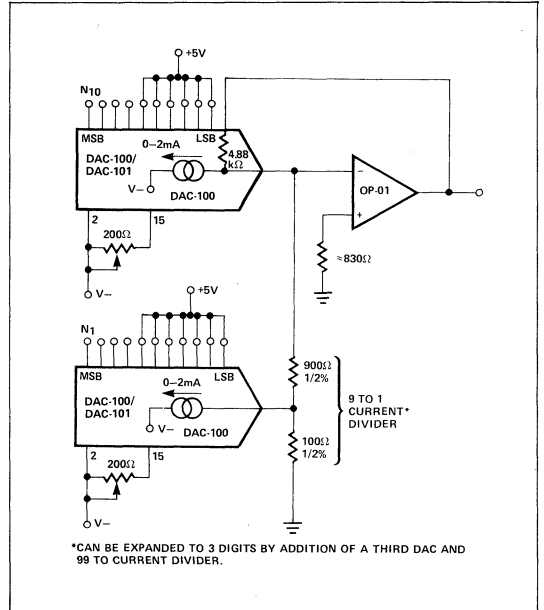 +5V
N10
MSB
LSB
DAC-100/
DAC-101
0–2mA
4.88
kΩ
V–
DAC-100
–
OP-01
+
2
15
200Ω
≈830Ω
V–
+5V
N1
MSB
LSB
DAC-100/
DAC-101
0–2mA
V–
DAC-100
900Ω
1/2%
9 TO 1
CURRENT*
DIVIDER
100Ω
1/2%
2
15
200Ω
V–
*CAN BE EXPANDED TO 3 DIGITS BY ADDITION OF A THIRD DAC AND
99 TO CURRENT DIVIDER.